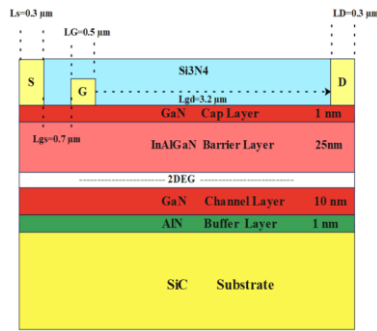 Ls=0.3 µm LD=0.3 µm
LG=0.5 µm
Si3N4
S G D
Lgd=3.2µm
GaN Cap Layer 1 nm
Lgs=0.7 µm
InAlGaN Barrier Layer 25nm
2DEG
GaN Channel Layer 10 nm
AlN Buffer Layer 1 nm
SiC Substrate